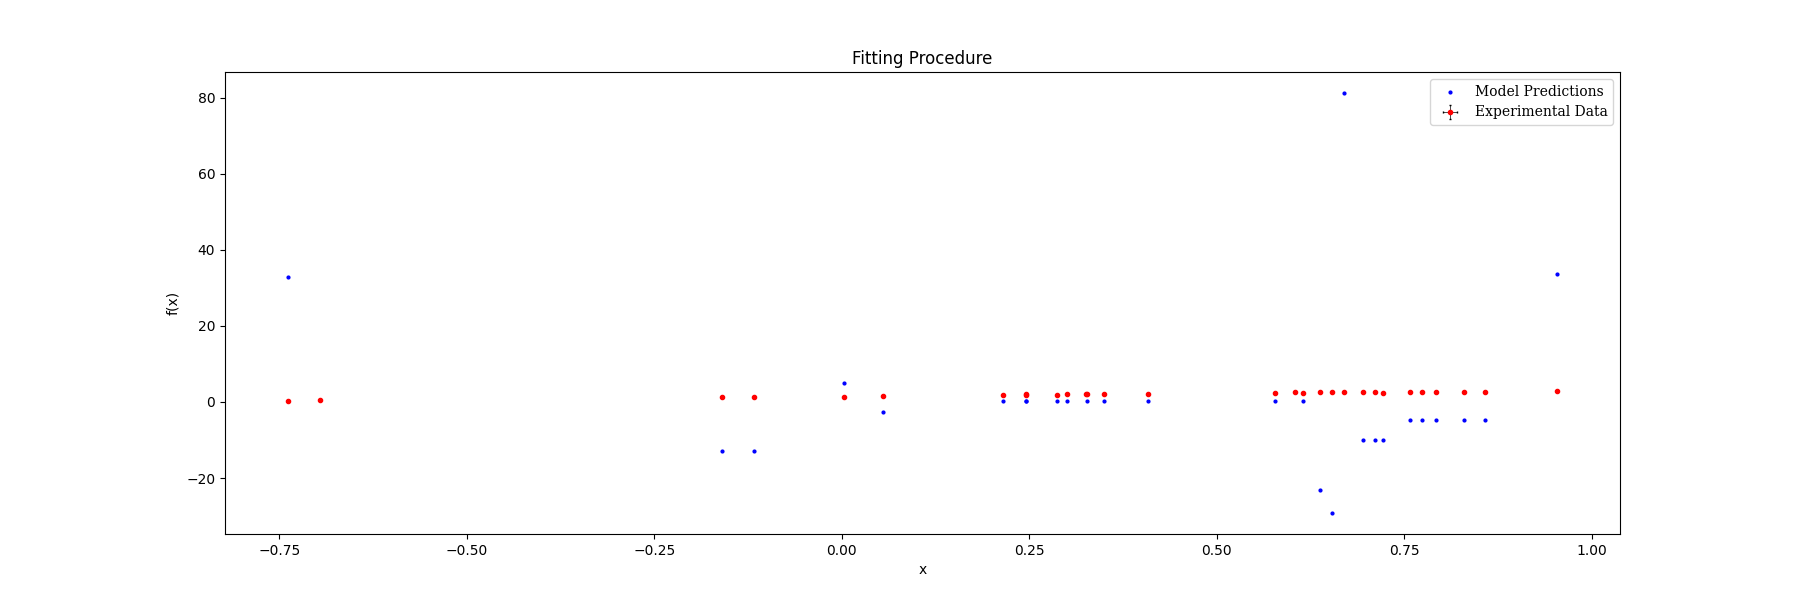 Fitting Procedure
Model Predictions
Experimental Data
80
60
40
20
0
−20
f(x)
−0.75 −0.50 −0.25 0.00 0.25 0.50 0.75 1.00
x